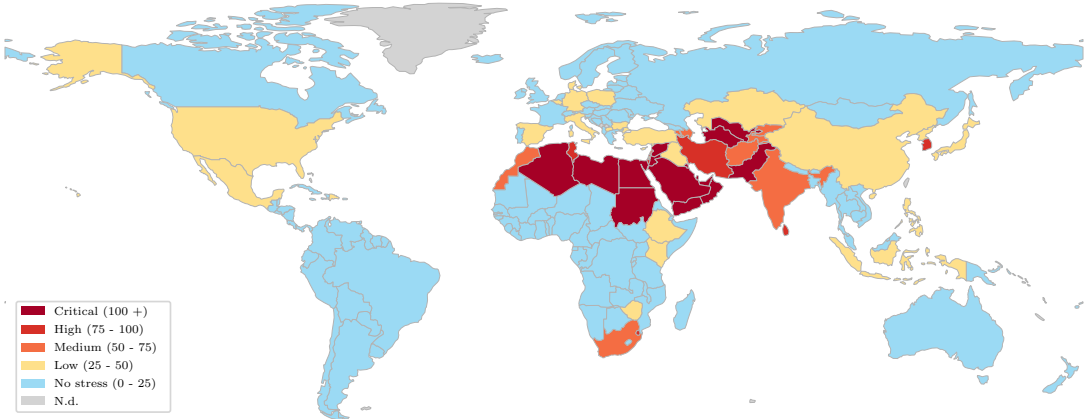 Critical (100 +)
High (75 - 100)
Medium (50 - 75)
Low (25 - 50)
No stress (0 - 25)
N.d.